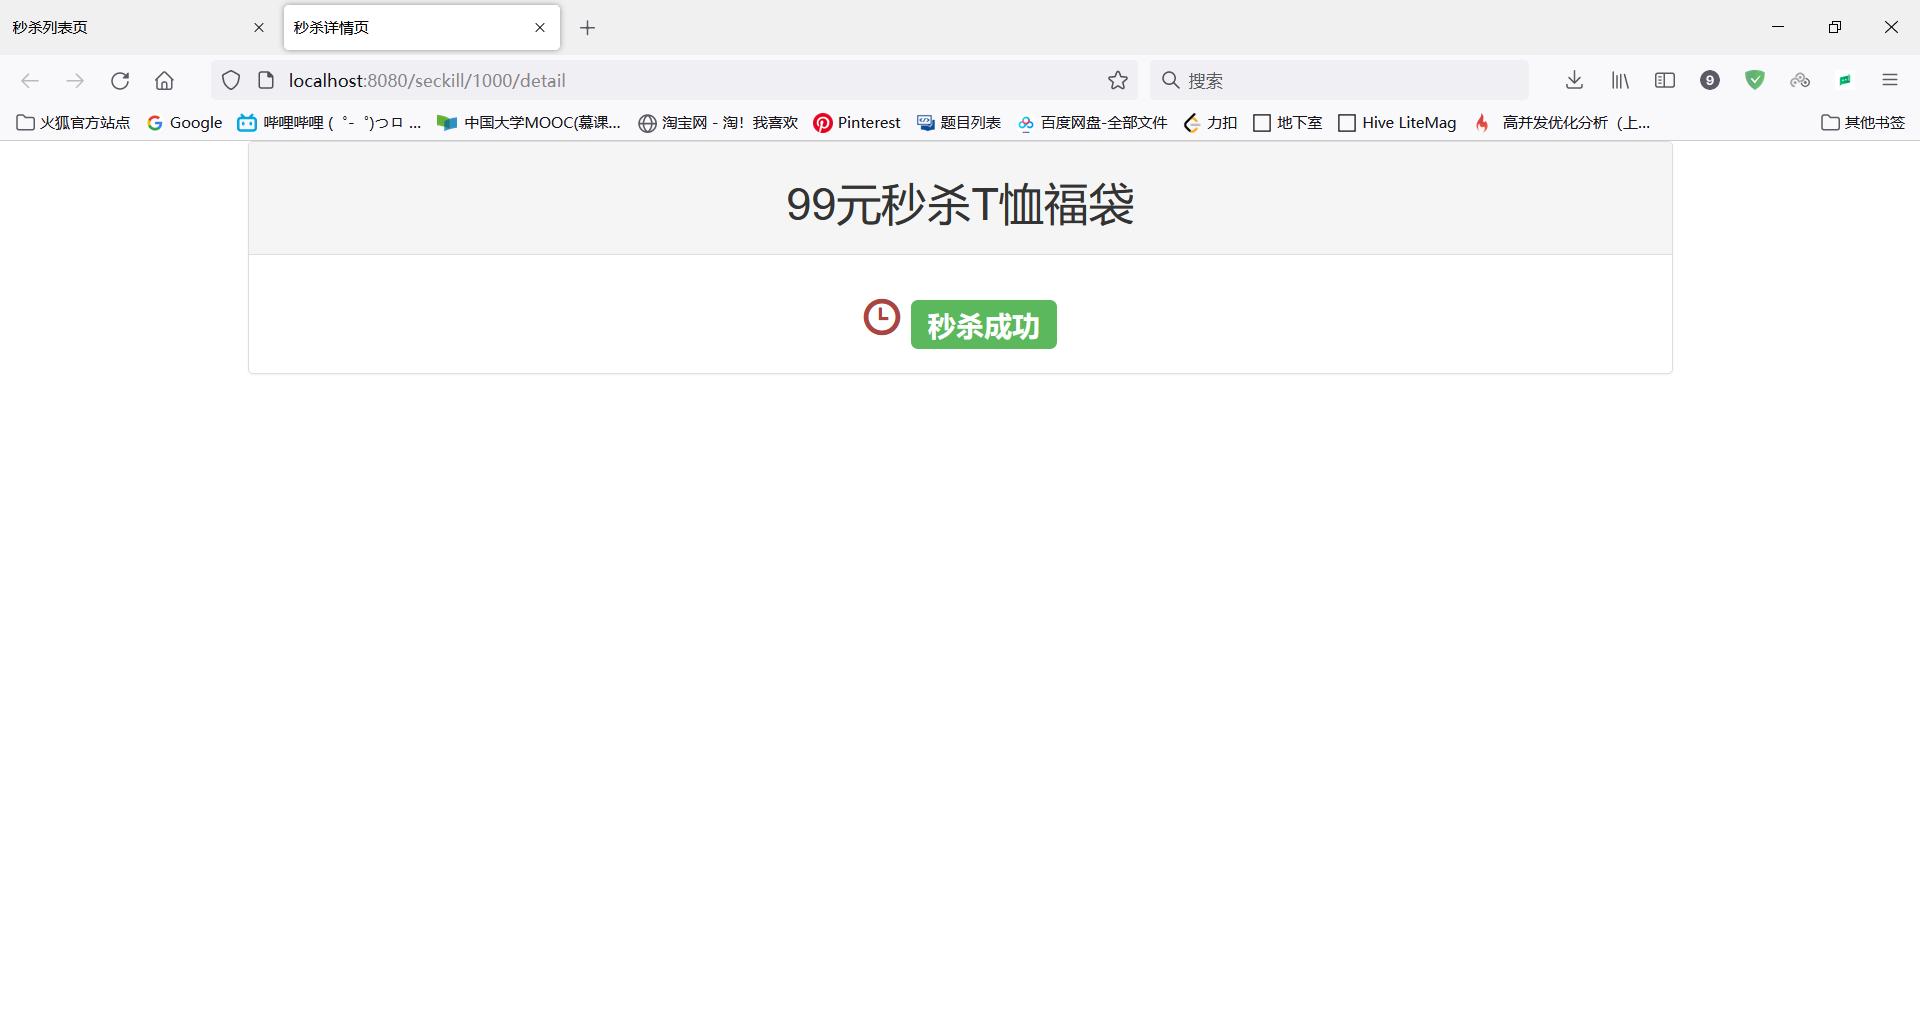 秒杀列表页
秒杀详情页
localhost:8080/seckill/1000/detail
搜索
9
火狐官方站点
Google
哔哩哔哩 ( ゜- ゜)つロ ...
中国大学MOOC(慕课...
淘宝网 - 淘！我喜欢
Pinterest
题目列表
百度网盘-全部文件
力扣
地下室
Hive LiteMag
高并发优化分析（上...
其他书签
99元秒杀T恤福袋
秒杀成功